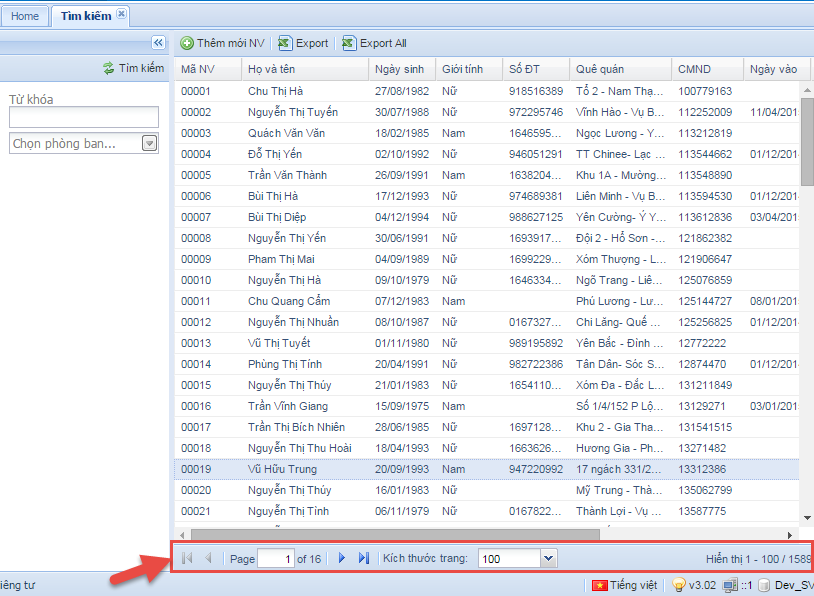 Home Tìm kiếm
Thêm mới NV Export Export All
Tìm kiếm
Từ khóa
Chọn phòng ban...
Mã NV Họ và tên Ngày sinh Giới tính Số ĐT Quê quán CMND Ngày vào
00001 Chu Thị Hà 27/08/1982 Nữ 918516389 Tổ 2 - Nam Thạ... 100779163
00002 Nguyễn Thị Tuyến 30/07/1988 Nữ 972295746 Vĩnh Hào - Vụ B... 112252009 11/04/201
00003 Quách Văn Văn 18/02/1985 Nam 1646595... Ngọc Lương - Y... 113212819
00004 Đỗ Thị Yến 02/10/1992 Nữ 946051291 TT Chinee- Lạc ... 113544662 01/12/201
00005 Trần Văn Thành 26/09/1991 Nam 1638204... Khu 1A - Mường... 113548890
00006 Bùi Thị Hà 17/12/1993 Nữ 974689381 Liên Minh - Vụ B... 113594530 01/12/201
00007 Bùi Thị Diệp 04/12/1994 Nữ 988627125 Yên Cường- Ý Y... 113612836 03/04/201
00008 Nguyễn Thị Yến 30/06/1991 Nữ 1693917... Đội 2 - Hổ Sơn -... 121862382
00009 Pham Thị Mai 04/09/1989 Nữ 1699229... Xóm Thượng - L... 121906647
00010 Nguyễn Thị Hà 09/10/1979 Nữ 1646334... Ngõ Trang - Liê... 125076859
00011 Chu Quang Cẩm 07/12/1983 Nam Phú Lương - Lư... 125144727 08/01/201
00012 Nguyễn Thị Nhuần 08/10/1987 Nữ 0167327... Chi Lăng- Quế ... 125256825 01/12/201
00013 Vũ Thị Tuyết 01/11/1980 Nữ 989195892 Yên Bắc - Đình ... 12772222
00014 Phùng Thị Tính 20/04/1991 Nữ 982722386 Tân Dân- Sóc S... 12874470 01/12/201
00015 Nguyễn Thị Thúy 21/01/1983 Nữ 1654110... Xóm Đa - Đắc L... 131211849
00016 Trần Vĩnh Giang 15/09/1975 Nam Số 1/4/152 P Lộ... 13129271 03/01/201
00017 Trần Thị Bích Nhiên 28/06/1985 Nữ 1697128... Khu 2 - Gia Tha... 131541515
00018 Nguyễn Thị Thu Hoài 18/04/1993 Nữ 1663626... Hương Gia - Ph... 13271482
00019 Vũ Hữu Trung 20/09/1993 Nam 947220992 17 ngách 331/2... 13312386
00020 Nguyễn Thị Thúy 16/01/1983 Nữ Mỹ Trung - Thà... 135062799
00021 Nguyễn Thị Tỉnh 06/11/1979 Nữ 0167822... Thành Lợi - Vụ ... 13587775
Page 1 of 16 Kích thước trang: 100 Hiển thị 1 - 100 / 1589
iêng tư Tiếng việt v3.02 ::1 Dev_SV